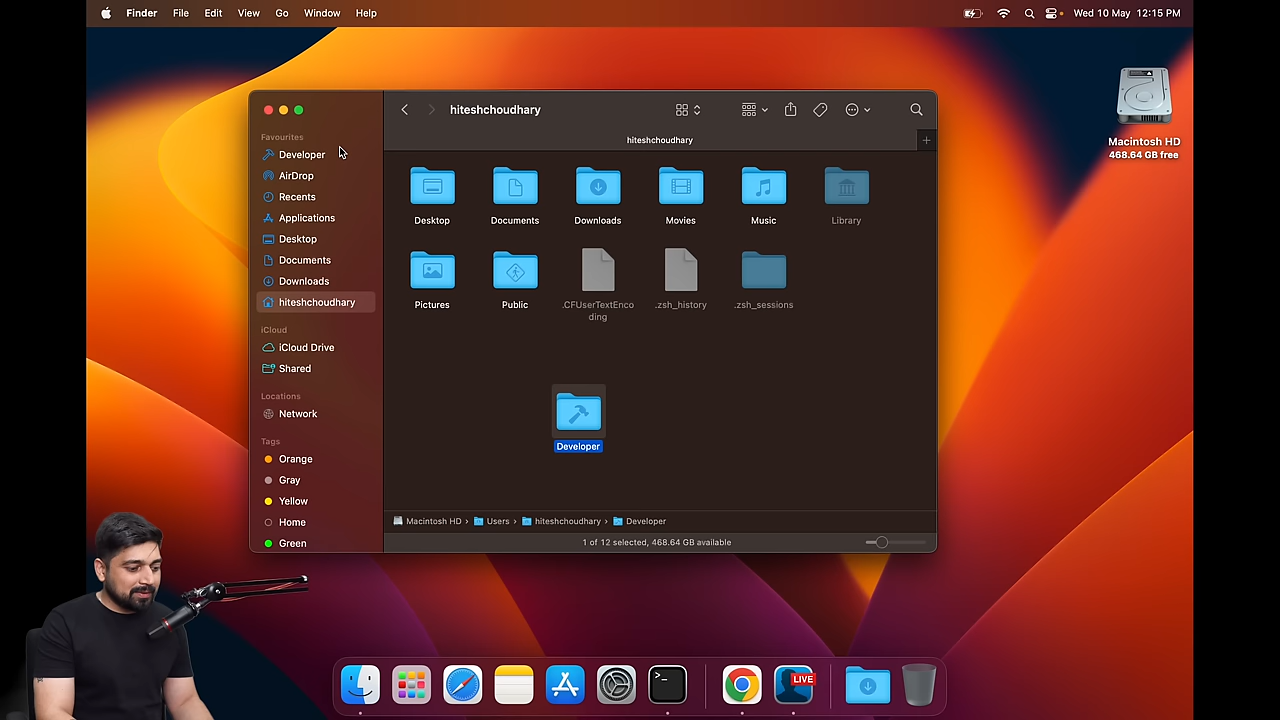 Finder File Edit View Go Window Help
Wed 10 May 12:15 PM
hiteshchoudhary
hiteshchoudhary
Favourites
Developer
AirDrop
Recents
Applications
Desktop
Documents
Downloads
hiteshchoudhary
iCloud
iCloud Drive
Shared
Locations
Network
Tags
Orange
Gray
Yellow
Home
Green
Desktop Documents Downloads Movies Music Library
Pictures Public .CFUserTextEnco .zsh_history .zsh_sessions
ding
Developer
Macintosh HD › Users › hiteshchoudhary › Developer
1 of 12 selected, 468.64 GB available
Macintosh HD
468.64 GB free
>_
LIVE